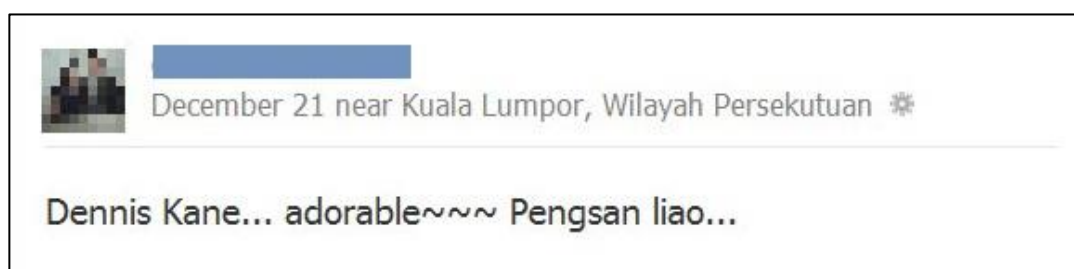 December 21 near Kuala Lumpor, Wilayah Persekutuan
Dennis Kane... adorable~~~ Pengsan liao...